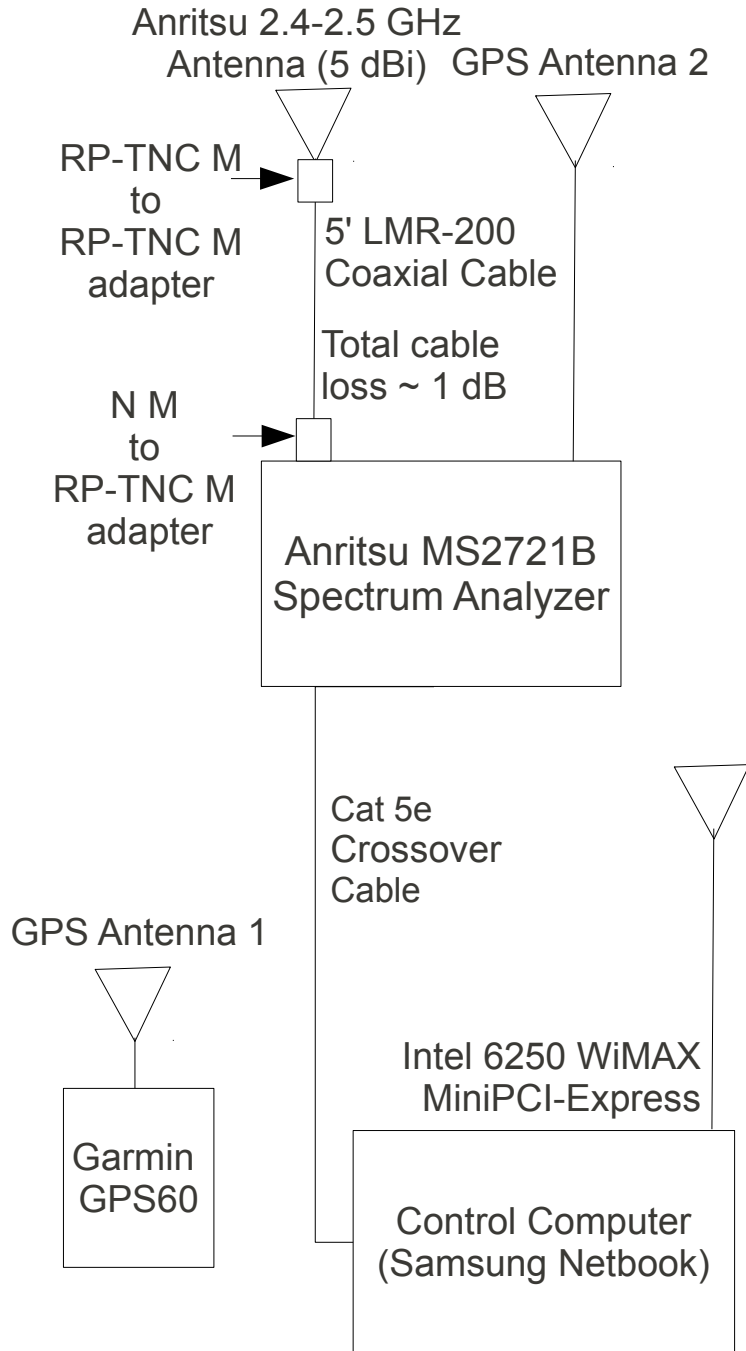 Anritsu 2.4-2.5 GHz
Antenna (5 dBi)
GPS Antenna 2
RP-TNC M
to
RP-TNC M
adapter
5' LMR-200
Coaxial Cable
Total cable
loss ~ 1 dB
N M
to
RP-TNC M
adapter
Anritsu MS2721B
Spectrum Analyzer
Cat 5e
Crossover
Cable
GPS Antenna 1
Intel 6250 WiMAX
MiniPCI-Express
Garmin
GPS60
Control Computer
(Samsung Netbook)